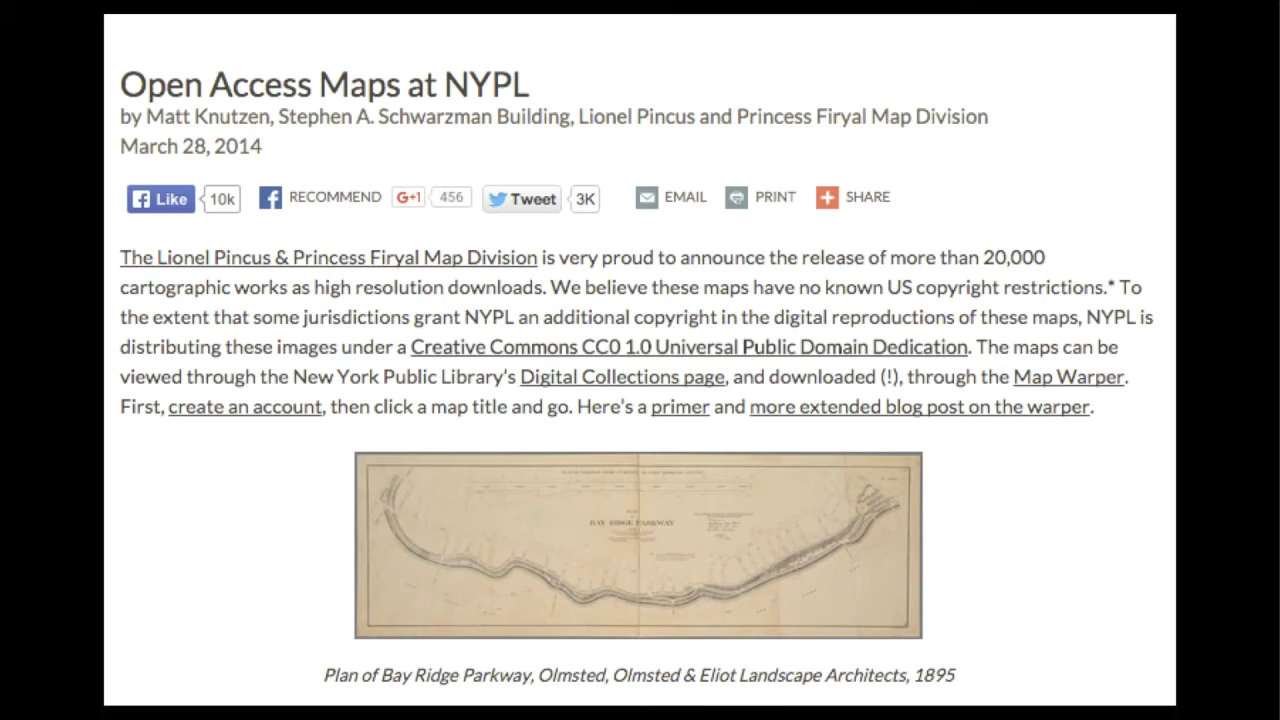 Open Access Maps at NYPL
by Matt Knutzen, Stephen A. Schwarzman Building, Lionel Pincus and Princess Firyal Map Division
March 28, 2014
Like 10k RECOMMEND G+1 456 Tweet 3K EMAIL PRINT SHARE
The Lionel Pincus & Princess Firyal Map Division is very proud to announce the release of more than 20,000
cartographic works as high resolution downloads. We believe these maps have no known US copyright restrictions.* To
the extent that some jurisdictions grant NYPL an additional copyright in the digital reproductions of these maps, NYPL is
distributing these images under a Creative Commons CC0 1.0 Universal Public Domain Dedication. The maps can be
viewed through the New York Public Library's Digital Collections page, and downloaded (!), through the Map Warper.
First, create an account, then click a map title and go. Here's a primer and more extended blog post on the warper.
BAY RIDGE PARKWAY
Plan of Bay Ridge Parkway, Olmsted, Olmsted & Eliot Landscape Architects, 1895